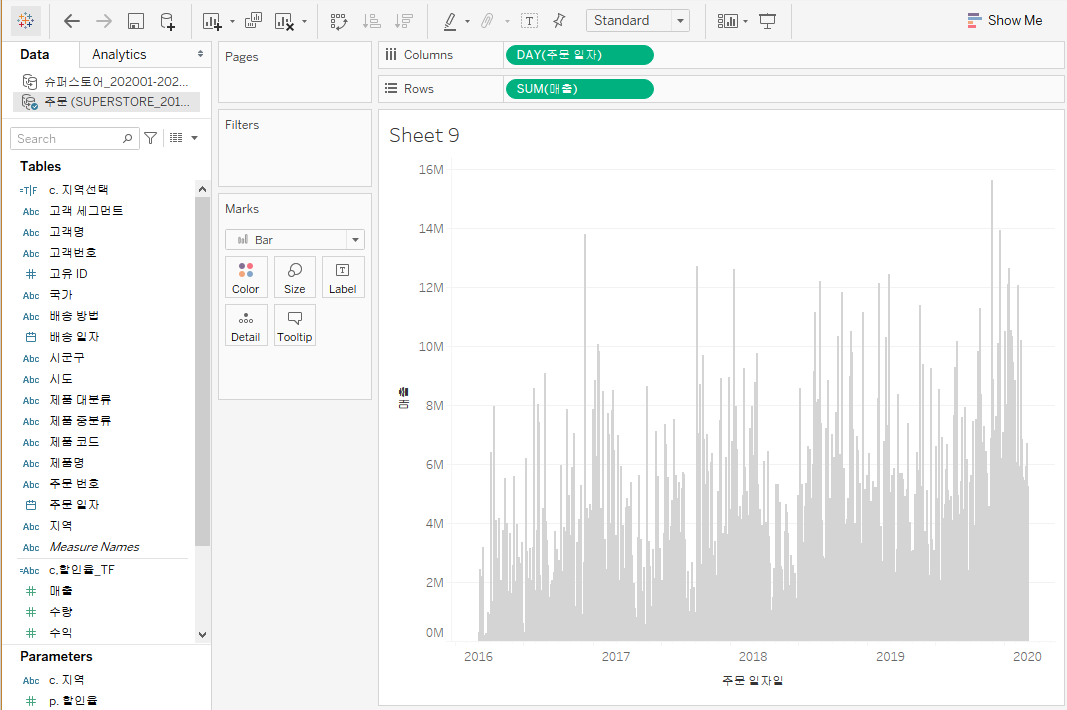 Standard
Show Me
Data
Analytics
슈퍼스토어_202001-202...
주문 (SUPERSTORE_201...
Search
Tables
=T|F c. 지역선택
Abc 고객 세그먼트
Abc 고객명
Abc 고객번호
# 고유 ID
Abc 국가
Abc 배송 방법
배송 일자
Abc 시군구
Abc 시도
Abc 제품 대분류
Abc 제품 중분류
Abc 제품 코드
Abc 제품명
Abc 주문 번호
주문 일자
Abc 지역
Abc Measure Names
=Abc c.할인율_TF
# 매출
# 수량
# 수익
Parameters
Abc c. 지역
# p. 할인율
Pages
Filters
Marks
Bar
Color
Size
T
Label
Detail
Tooltip
Columns
DAY(주문 일자)
Rows
SUM(매출)
Sheet 9
16M
14M
12M
10M
8M
6M
4M
2M
0M
매출
2016
2017
2018
2019
2020
주문 일자일